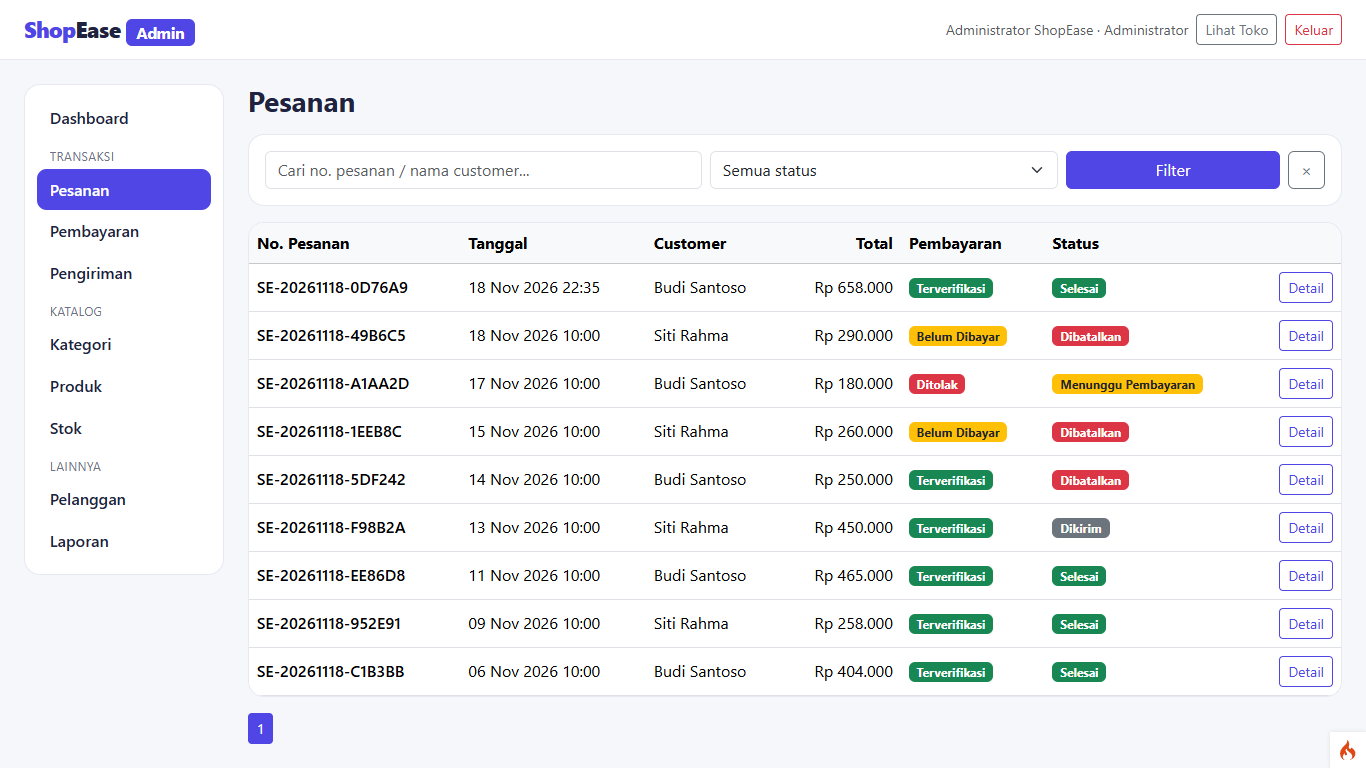 ShopEase Admin
Administrator ShopEase · Administrator
Lihat Toko
Keluar
Dashboard
TRANSAKSI
Pesanan
Pembayaran
Pengiriman
KATALOG
Kategori
Produk
Stok
LAINNYA
Pelanggan
Laporan
Pesanan
Cari no. pesanan / nama customer...
Semua status
Filter
×
No. Pesanan Tanggal Customer Total Pembayaran Status
SE-20261118-0D76A9 18 Nov 2026 22:35 Budi Santoso Rp 658.000 Terverifikasi Selesai Detail
SE-20261118-49B6C5 18 Nov 2026 10:00 Siti Rahma Rp 290.000 Belum Dibayar Dibatalkan Detail
SE-20261118-A1AA2D 17 Nov 2026 10:00 Budi Santoso Rp 180.000 Ditolak Menunggu Pembayaran Detail
SE-20261118-1EEB8C 15 Nov 2026 10:00 Siti Rahma Rp 260.000 Belum Dibayar Dibatalkan Detail
SE-20261118-5DF242 14 Nov 2026 10:00 Budi Santoso Rp 250.000 Terverifikasi Dibatalkan Detail
SE-20261118-F98B2A 13 Nov 2026 10:00 Siti Rahma Rp 450.000 Terverifikasi Dikirim Detail
SE-20261118-EE86D8 11 Nov 2026 10:00 Budi Santoso Rp 465.000 Terverifikasi Selesai Detail
SE-20261118-952E91 09 Nov 2026 10:00 Siti Rahma Rp 258.000 Terverifikasi Selesai Detail
SE-20261118-C1B3BB 06 Nov 2026 10:00 Budi Santoso Rp 404.000 Terverifikasi Selesai Detail
1